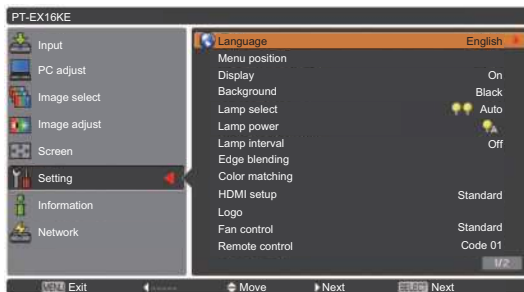 PT-EX16KE
Input
PC adjust
Image select
Image adjust
Screen
Setting
Information
Network
Language English
Menu position
Display On
Background Black
Lamp select Auto
Lamp power A
Lamp interval Off
Edge blending
Color matching
HDMI setup Standard
Logo
Fan control Standard
Remote control Code 01
1/2
MENU Exit ◀----- Move Next SELECT Next